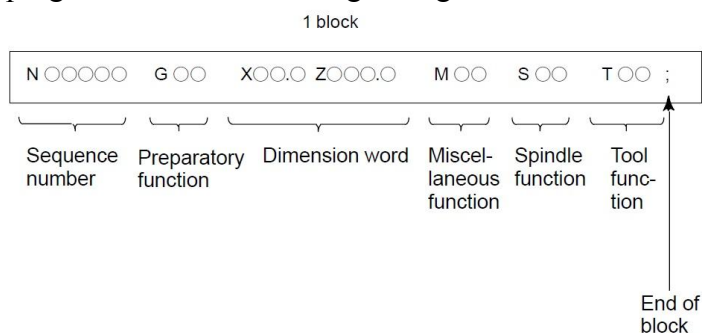 1 block
N○○○○○ G○○ X○○.○ Z○○○.○ M○○ S○○ T○○ ;
Sequence number
Preparatory function
Dimension word
Miscel-
laneous
function
Spindle function
Tool
func-
tion
End of
block